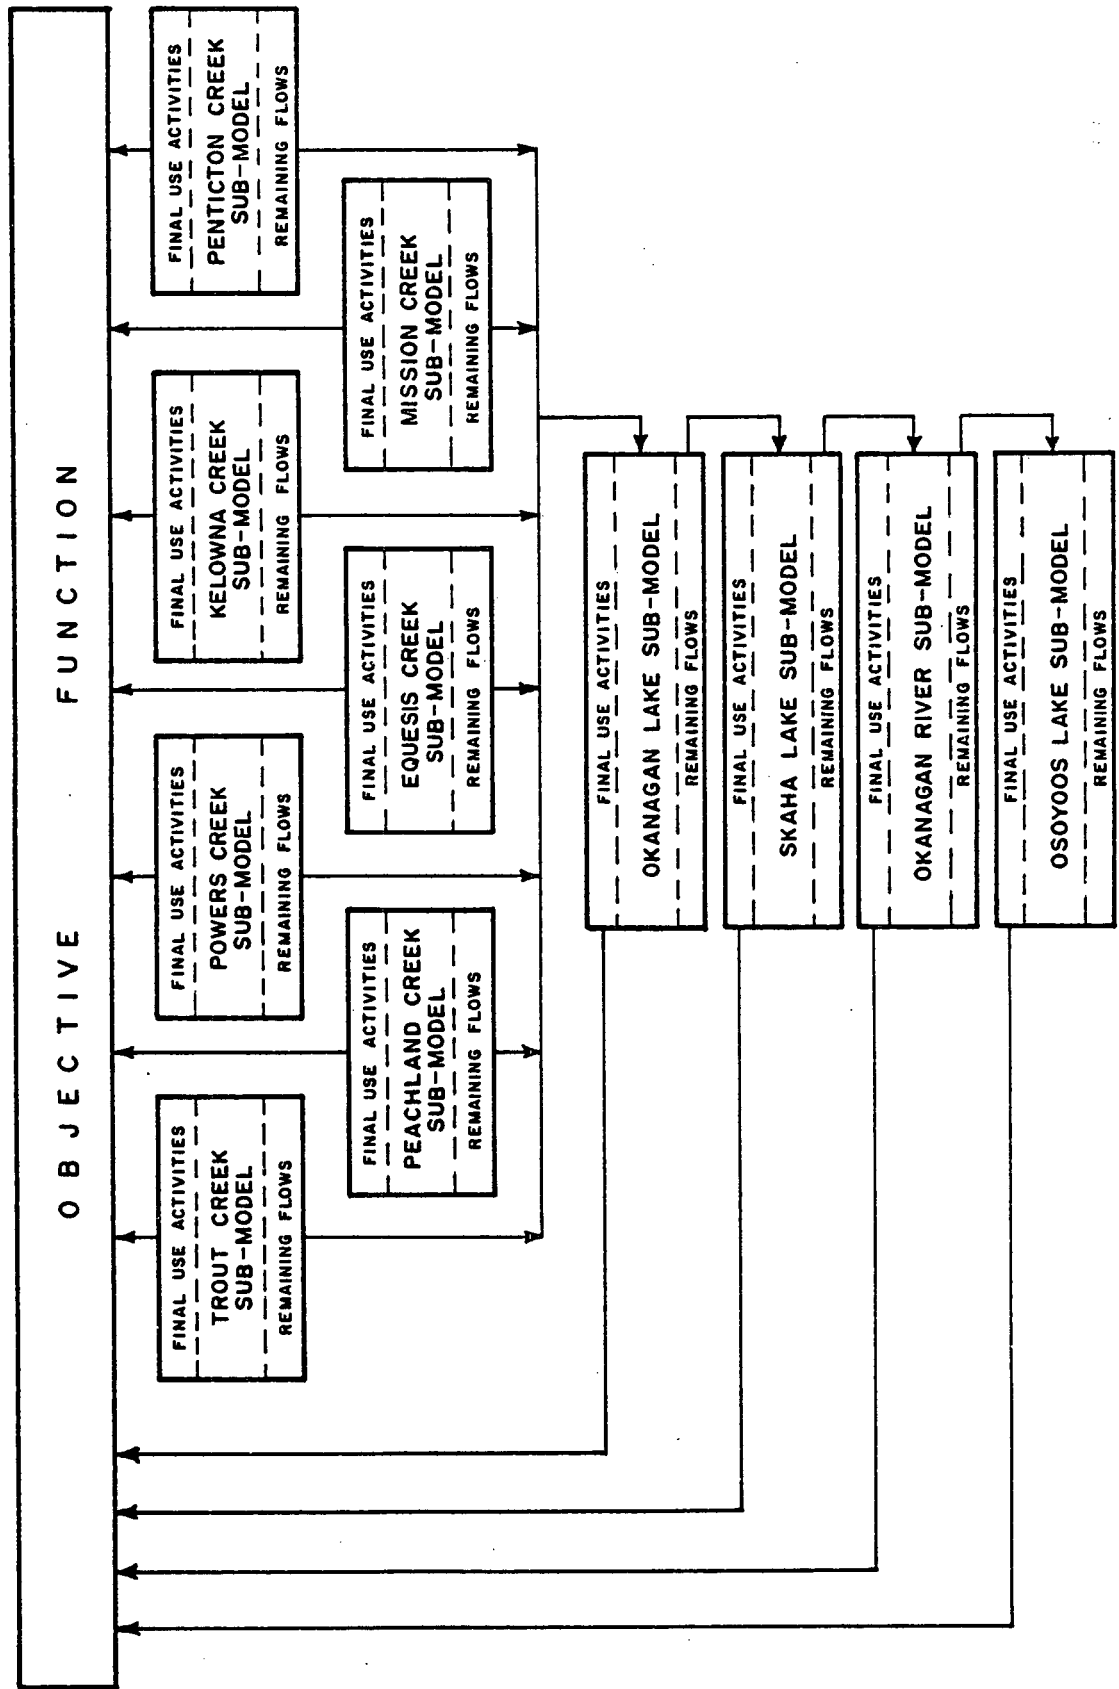 OBJECTIVE FUNCTION
FINAL USE ACTIVITIES
TROUT CREEK
SUB-MODEL
REMAINING FLOWS
FINAL USE ACTIVITIES
PEACHLAND CREEK
SUB-MODEL
REMAINING FLOWS
FINAL USE ACTIVITIES
POWERS CREEK
SUB-MODEL
REMAINING FLOWS
FINAL USE ACTIVITIES
EQUESIS CREEK
SUB-MODEL
REMAINING FLOWS
FINAL USE ACTIVITIES
KELOWNA CREEK
SUB-MODEL
REMAINING FLOWS
FINAL USE ACTIVITIES
MISSION CREEK
SUB-MODEL
REMAINING FLOWS
FINAL USE ACTIVITIES
PENTICTON CREEK
SUB-MODEL
REMAINING FLOWS
FINAL USE ACTIVITIES
OKANAGAN LAKE SUB-MODEL
REMAINING FLOWS
FINAL USE ACTIVITIES
SKAHA LAKE SUB-MODEL
REMAINING FLOWS
FINAL USE ACTIVITIES
OKANAGAN RIVER SUB-MODEL
REMAINING FLOWS
FINAL USE ACTIVITIES
OSOYOOS LAKE SUB-MODEL
REMAINING FLOWS